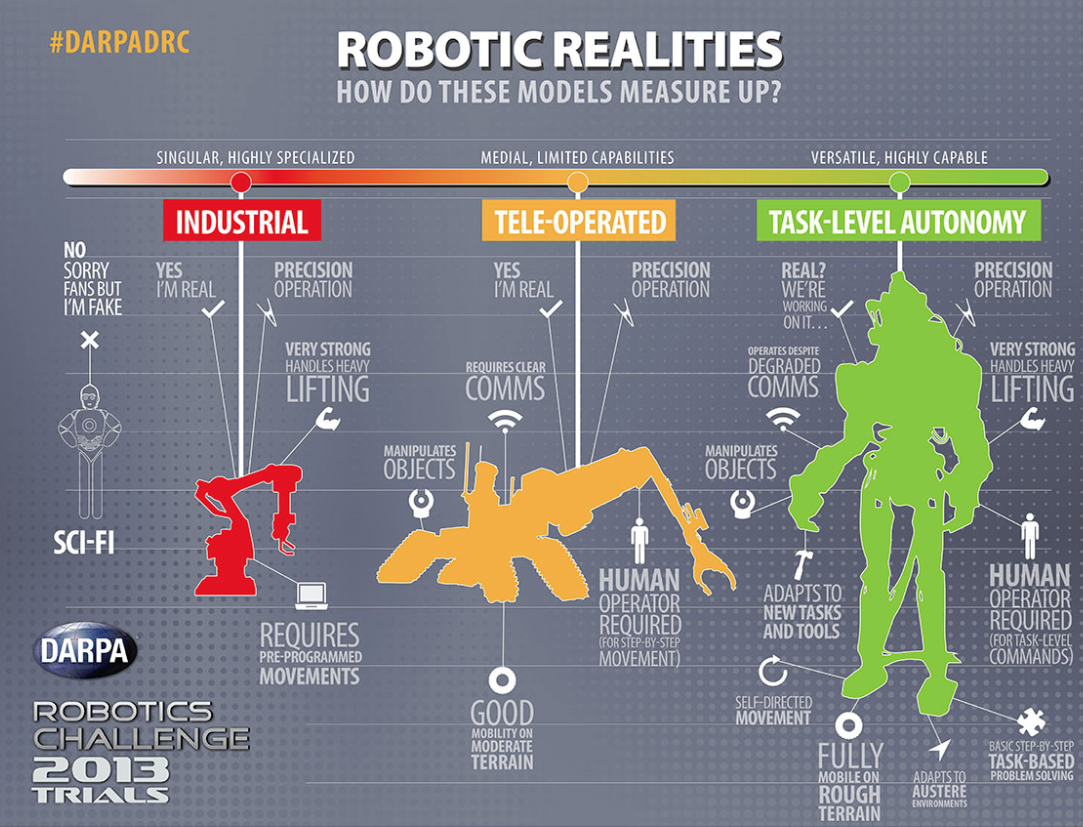 #DARPADRC
ROBOTIC REALITIES
HOW DO THESE MODELS MEASURE UP?
SINGULAR, HIGHLY SPECIALIZED
MEDIAL, LIMITED CAPABILITIES
VERSATILE, HIGHLY CAPABLE
INDUSTRIAL
TELE-OPERATED
TASK-LEVEL AUTONOMY
NO
SORRY
FANS BUT
I'M FAKE
SCI-FI
YES
I'M REAL
PRECISION
OPERATION
VERY STRONG
HANDLES HEAVY
LIFTING
REQUIRES
PRE-PROGRAMMED
MOVEMENTS
YES
I'M REAL
PRECISION
OPERATION
REQUIRES CLEAR
COMMS
MANIPULATES
OBJECTS
HUMAN
OPERATOR
REQUIRED
(FOR STEP-BY-STEP
MOVEMENT)
GOOD
MOBILITY ON
MODERATE
TERRAIN
REAL?
WE'RE
WORKING
ON IT...
PRECISION
OPERATION
OPERATES DESPITE
DEGRADED
COMMS
VERY STRONG
HANDLES HEAVY
LIFTING
MANIPULATES
OBJECTS
ADAPTS TO
NEW TASKS
AND TOOLS
HUMAN
OPERATOR
REQUIRED
(FOR TASK-LEVEL
COMMANDS)
SELF-DIRECTED
MOVEMENT
FULLY
MOBILE ON
ROUGH
TERRAIN
ADAPTS TO
AUSTERE
ENVIRONMENTS
BASIC STEP-BY-STEP
TASK-BASED
PROBLEM SOLVING
DARPA
ROBOTICS
CHALLENGE
2013
TRIALS